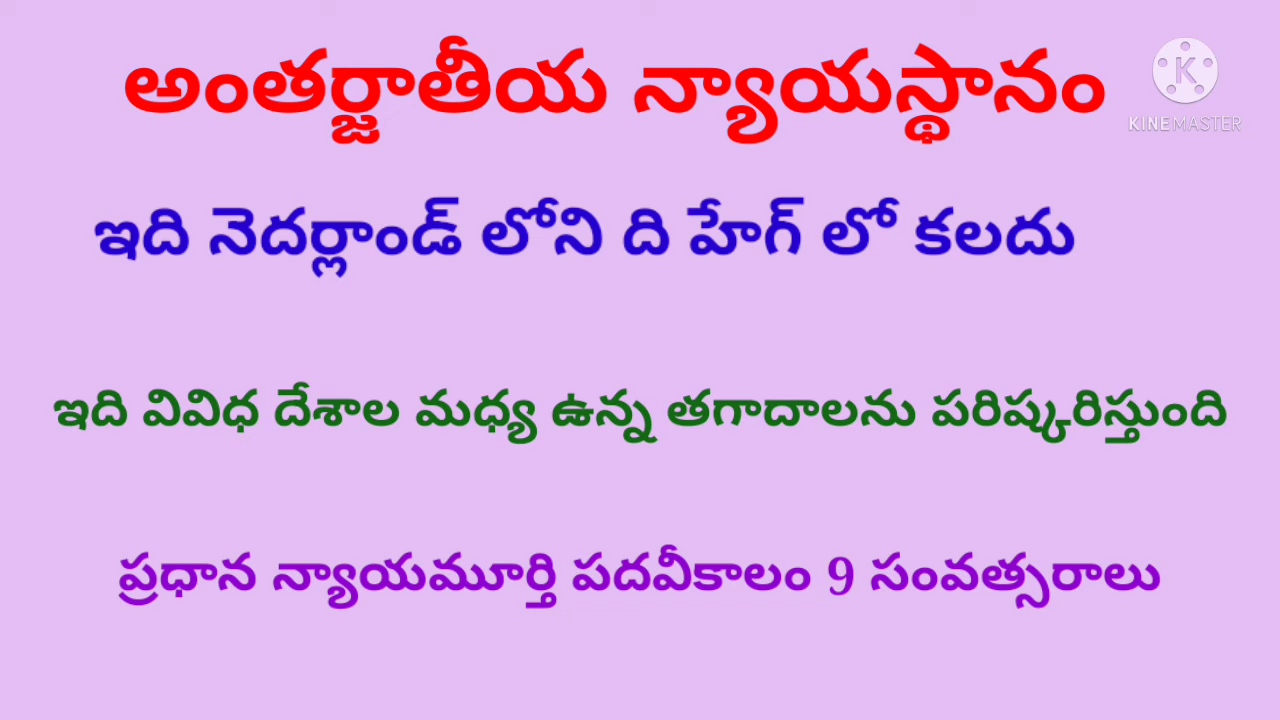 అంతర్జాతీయ న్యాయస్థానం
K
KINEMASTER
ఇది నెదర్లాండ్ లోని ది హేగ్ లో కలదు
ఇది వివిధ దేశాల మధ్య ఉన్న తగాదాలను పరిష్కరిస్తుంది
ప్రధాన న్యాయమూర్తి పదవీకాలం 9 సంవత్సరాలు